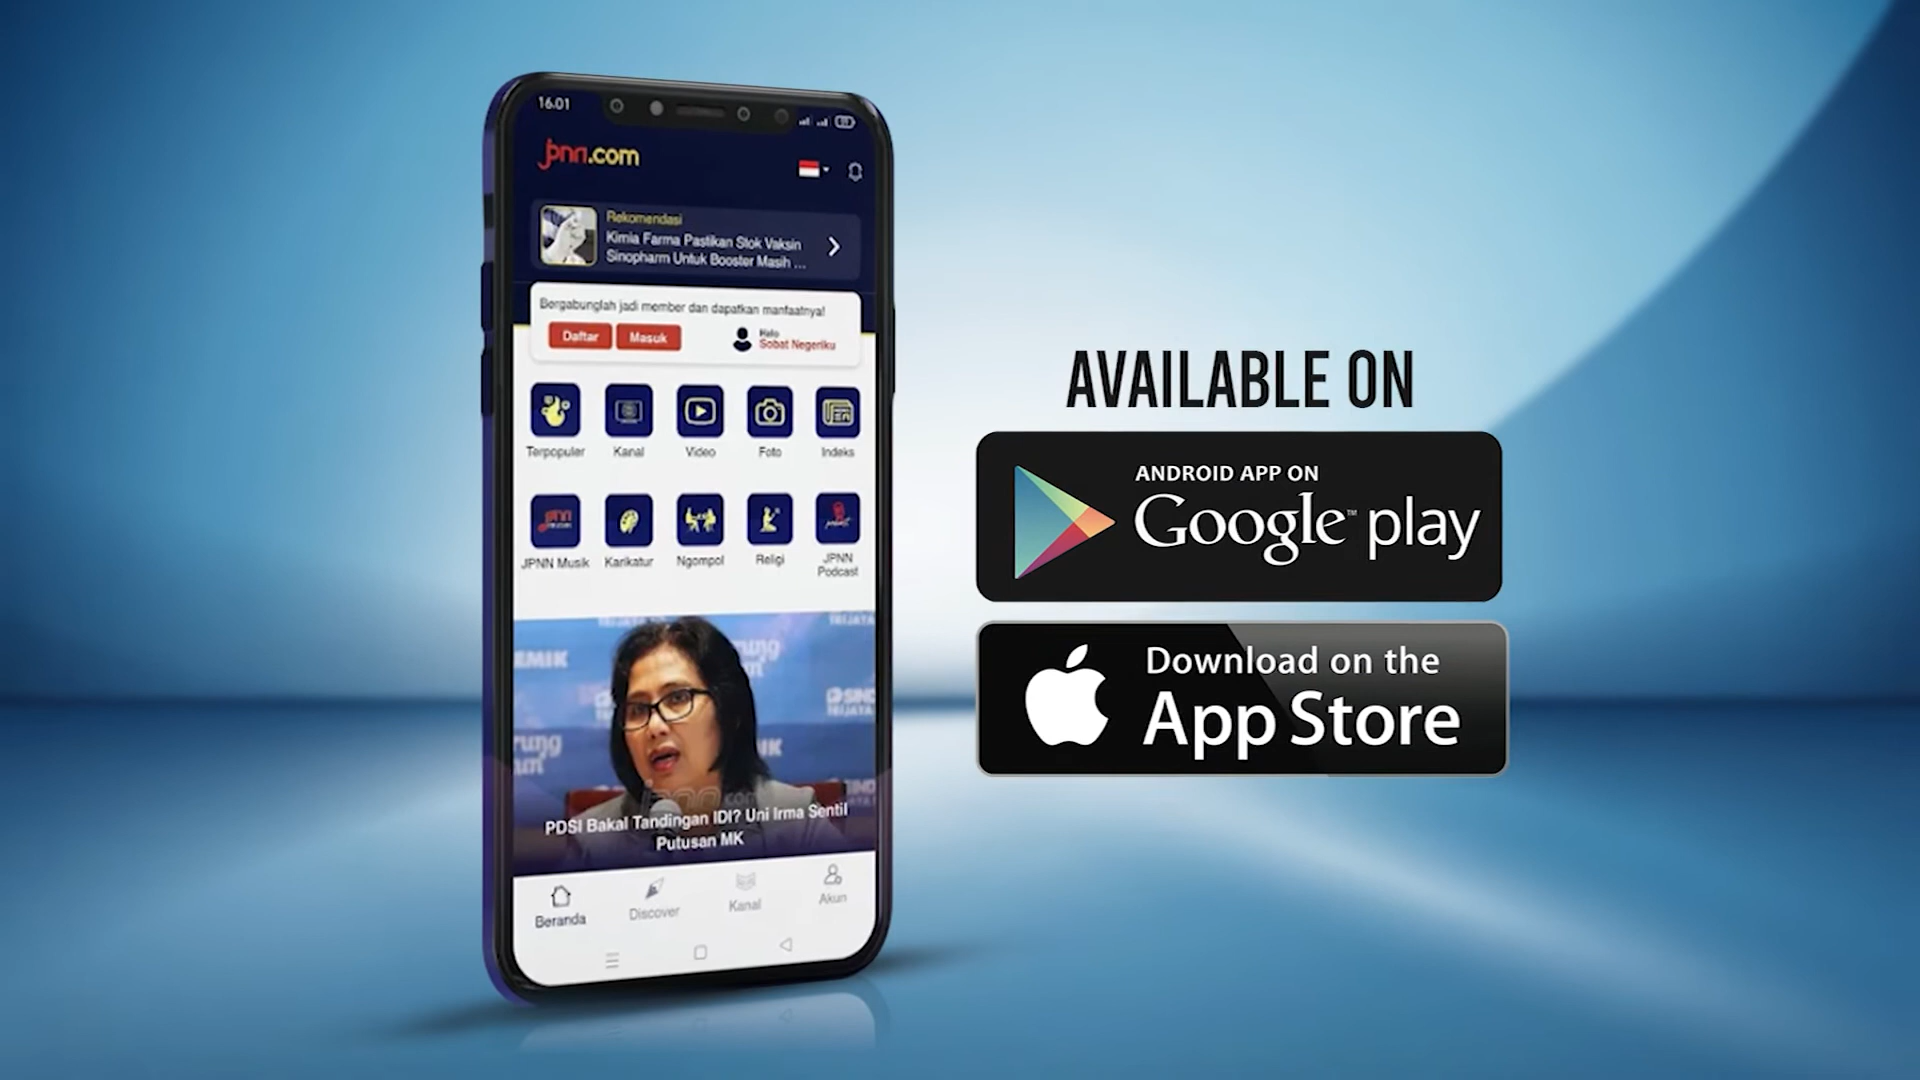 16.01
jpnn.com
Rekomendasi
Kimia Farma Pastikan Stok Vaksin
Sinopharm Untuk Booster Masih ...
Bergabunglah jadi member dan dapatkan manfaatnya!
Daftar
Masuk
Halo
Sobat Negeriku
Terpopuler
Kanal
Video
Foto
Indeks
JPNN Musik
Karikatur
Ngompol
Religi
JPNN
Podcast
PDSI Bakal Tandingan IDI? Uni Irma Sentil
Putusan MK
Beranda
Discover
Kanal
Akun
AVAILABLE ON
ANDROID APP ON
Google™ play
Download on the
App Store